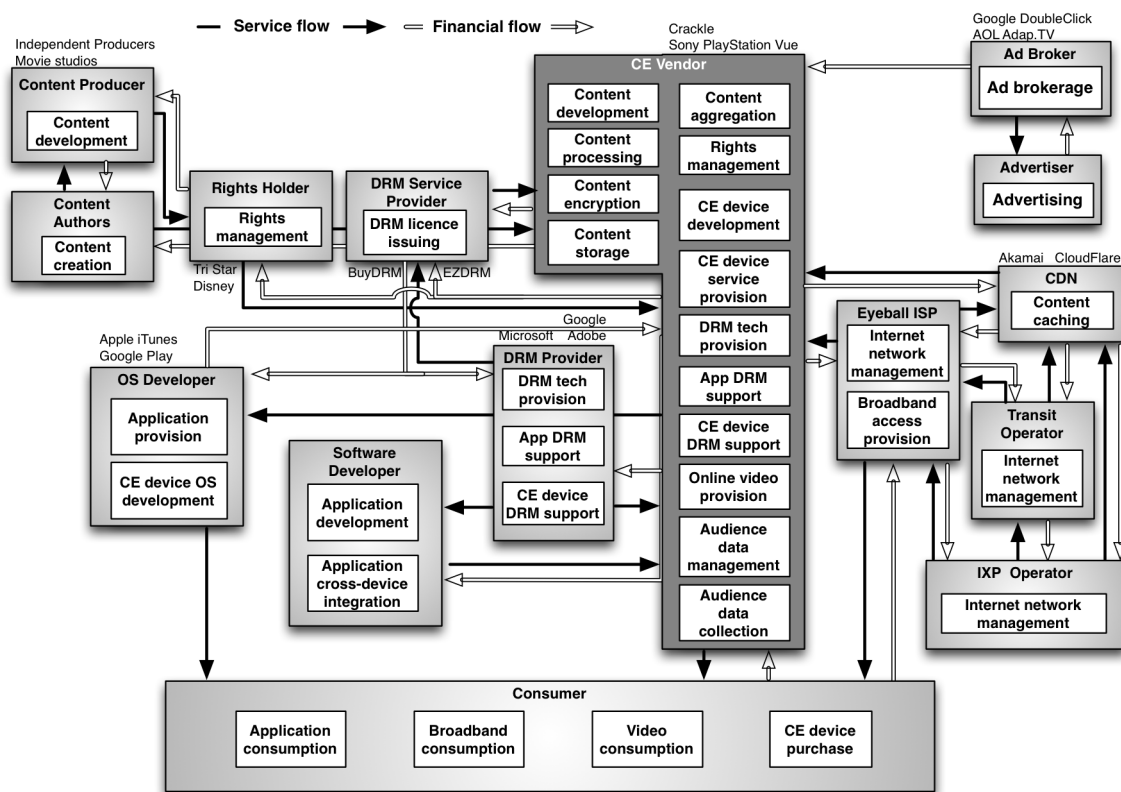 Service flow
Financial flow
Crackle
Sony PlayStation Vue
Google DoubleClick
AOL Adap.TV
Independent Producers
Movie studios
Content Producer
Content
development
Content
Authors
Content
creation
Rights Holder
Rights
management
Tri Star
Disney
DRM Service
Provider
DRM licence
issuing
BuyDRM
EZDRM
CE Vendor
Content
development
Content
processing
Content
encryption
Content
storage
Content
aggregation
Rights
management
CE device
development
CE device
service
provision
DRM tech
provision
App DRM
support
CE device
DRM support
Online video
provision
Audience
data
management
Audience
data
collection
Ad Broker
Ad brokerage
Advertiser
Advertising
Akamai CloudFlare
CDN
Content
caching
Eyeball ISP
Internet
network
management
Broadband
access
provision
Transit
Operator
Internet
network
management
IXP Operator
Internet network
management
Apple iTunes
Google Play
OS Developer
Application
provision
CE device OS
development
Software
Developer
Application
development
Application
cross-device
integration
Google
Microsoft Adobe
DRM Provider
DRM tech
provision
App DRM
support
CE device
DRM support
Consumer
Application
consumption
Broadband
consumption
Video
consumption
CE device
purchase